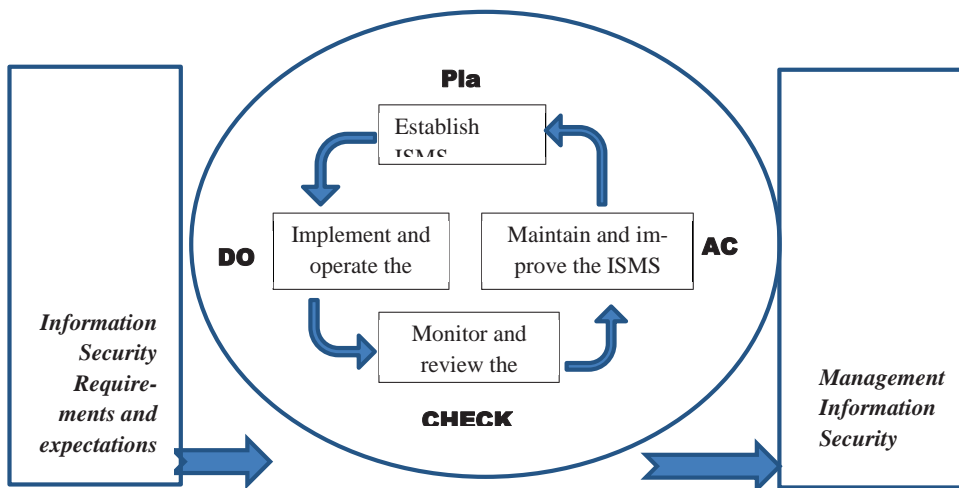 Pla
Establish
ISMS
DO
Implement and
operate the
Maintain and im-
prove the ISMS
AC
Monitor and
review the
CHECK
Information
Security
Require-
ments and
expectations
Management
Information
Security